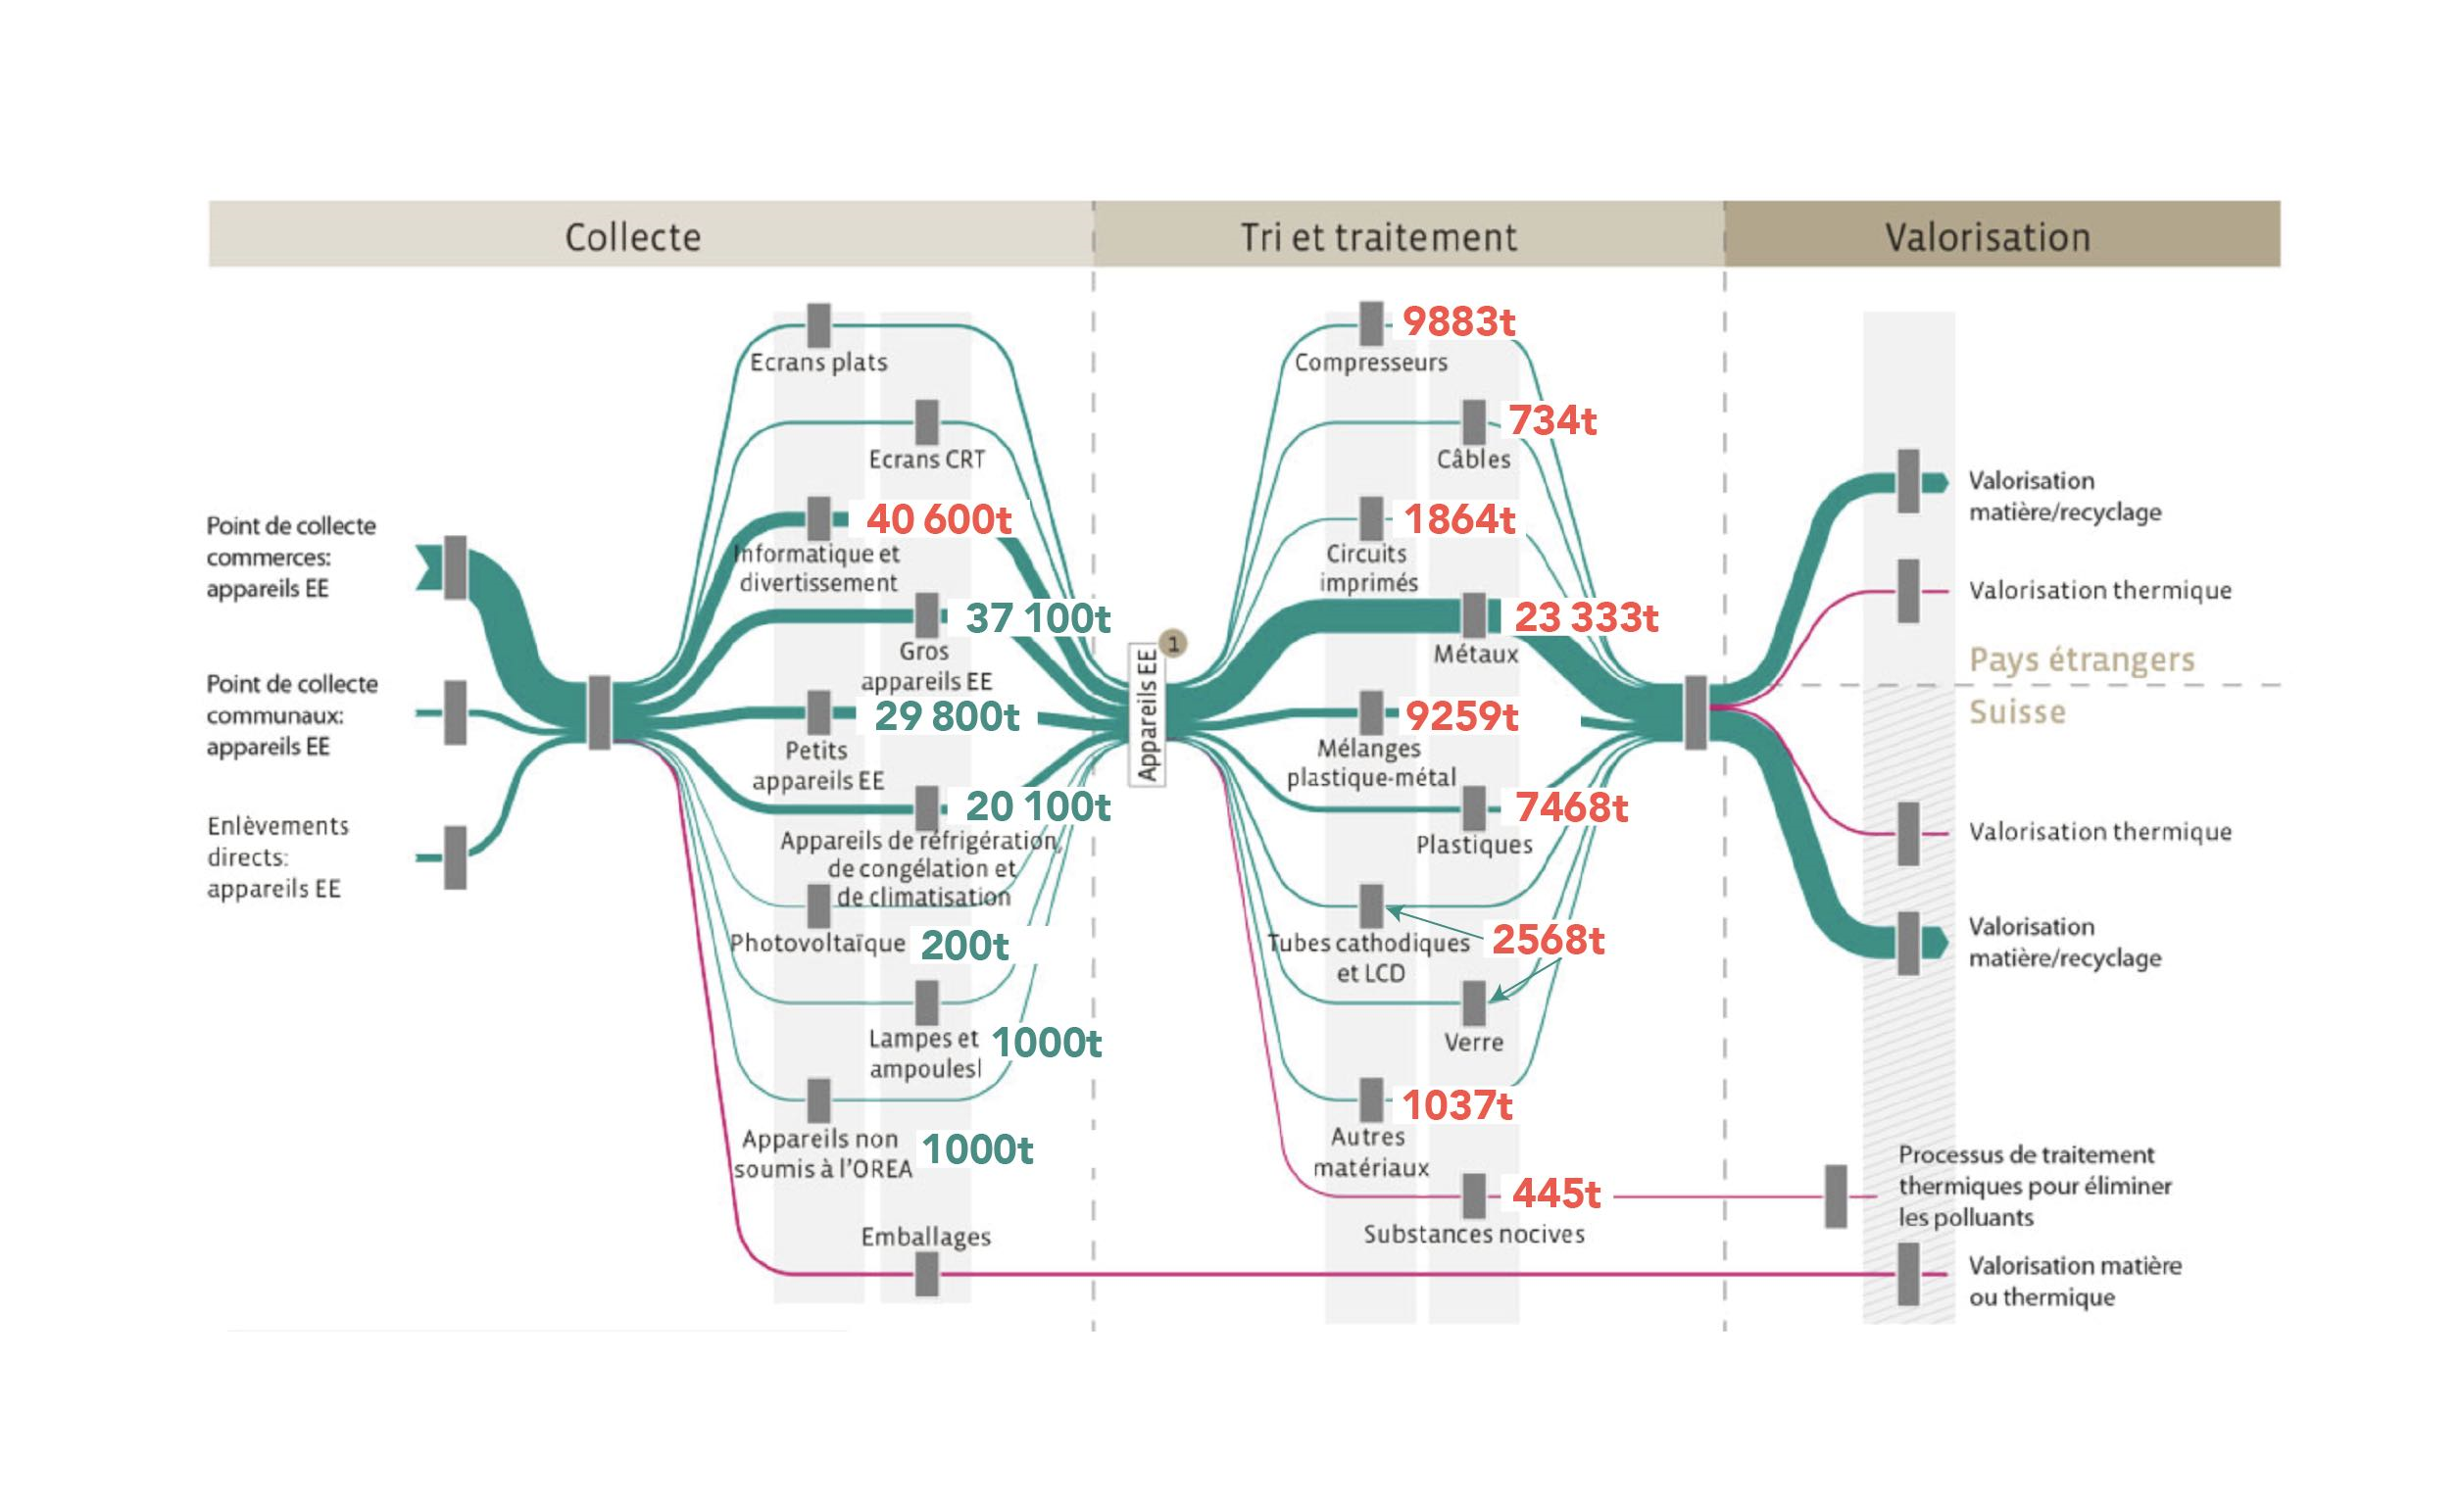 Collecte
Tri et traitement
Valorisation
Point de collecte
commerces:
appareils EE
Point de collecte
communaux:
appareils EE
Enlèvements
directs:
appareils EE
Ecrans plats
Ecrans CRT
40 600t
Informatique et
divertissement
37 100t
Gros
appareils EE
29 800t
Petits
appareils EE
20 100t
Appareils de réfrigération,
de congélation et
de climatisation
Photovoltaïque
200t
Lampes et
ampoulesl
1000t
Appareils non
soumis à l'OREA
1000t
Emballages
Appareils EE
1
9883t
Compresseurs
734t
Câbles
1864t
Circuits
imprimés
23 333t
Métaux
9259t
Mélanges
plastique-métal
7468t
Plastiques
Tubes cathodiques
et LCD
2568t
Verre
1037t
Autres
matériaux
445t
Substances nocives
Valorisation
matière/recyclage
Valorisation thermique
Pays étrangers
Suisse
Valorisation thermique
Valorisation
matière/recyclage
Processus de traitement
thermiques pour éliminer
les polluants
Valorisation matière
ou thermique